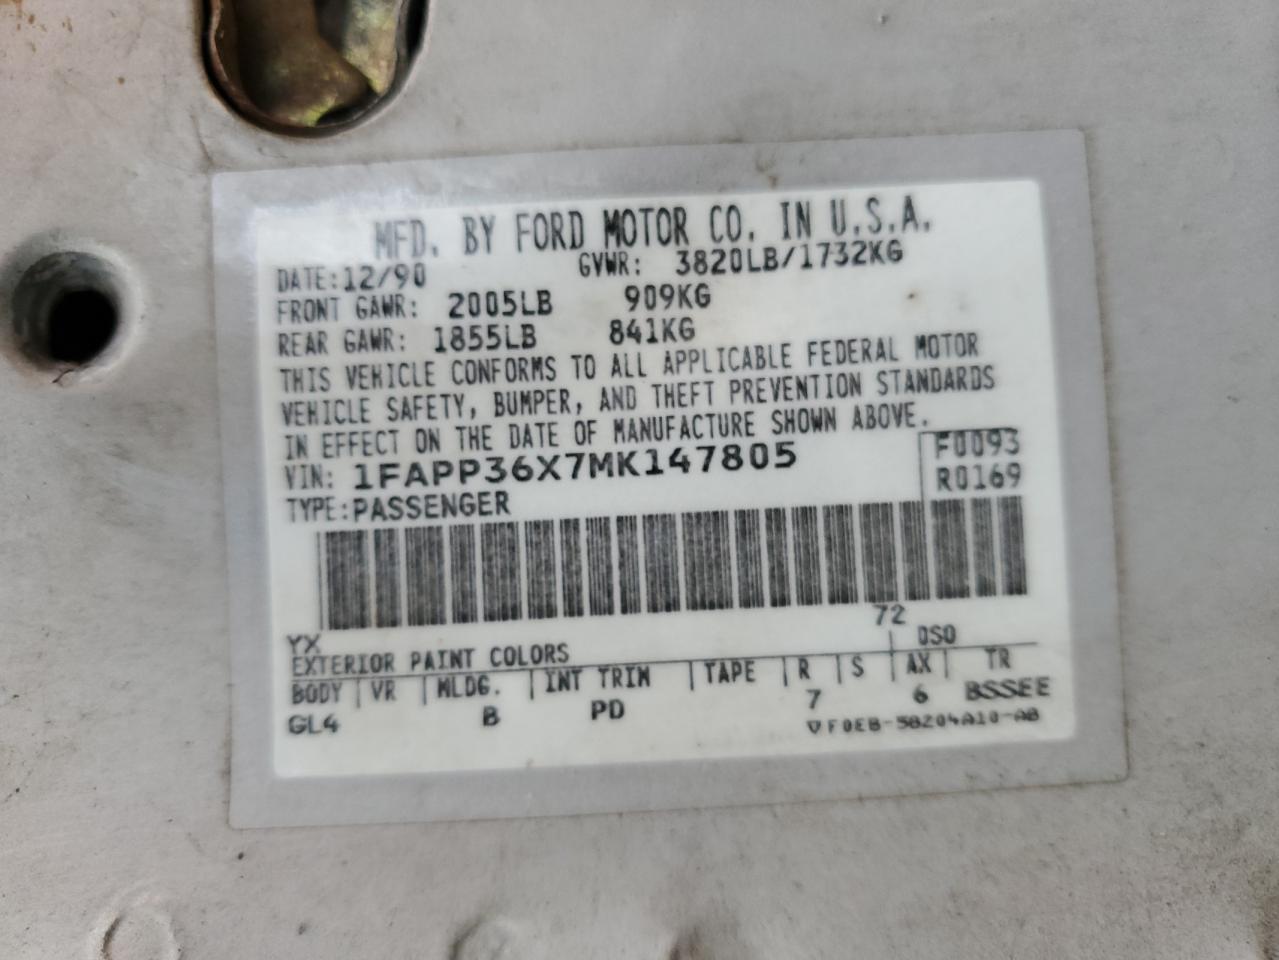 MFD. BY FORD MOTOR CO. IN U.S.A.
DATE:12/90 GVWR: 3820LB/1732KG
FRONT GAWR: 2005LB 909KG
REAR GAWR: 1855LB 841KG
THIS VEHICLE CONFORMS TO ALL APPLICABLE FEDERAL MOTOR
VEHICLE SAFETY, BUMPER, AND THEFT PREVENTION STANDARDS
IN EFFECT ON THE DATE OF MANUFACTURE SHOWN ABOVE.
F0093
VIN: 1FAPP36X7MK147805
R0169
TYPE:PASSENGER
YX 72
EXTERIOR PAINT COLORS DSO
BODY VR MLDG. INT TRIM TAPE R S AX TR
GL4 B PD 7 6 BSSEE
F0EB-58204A10-AB